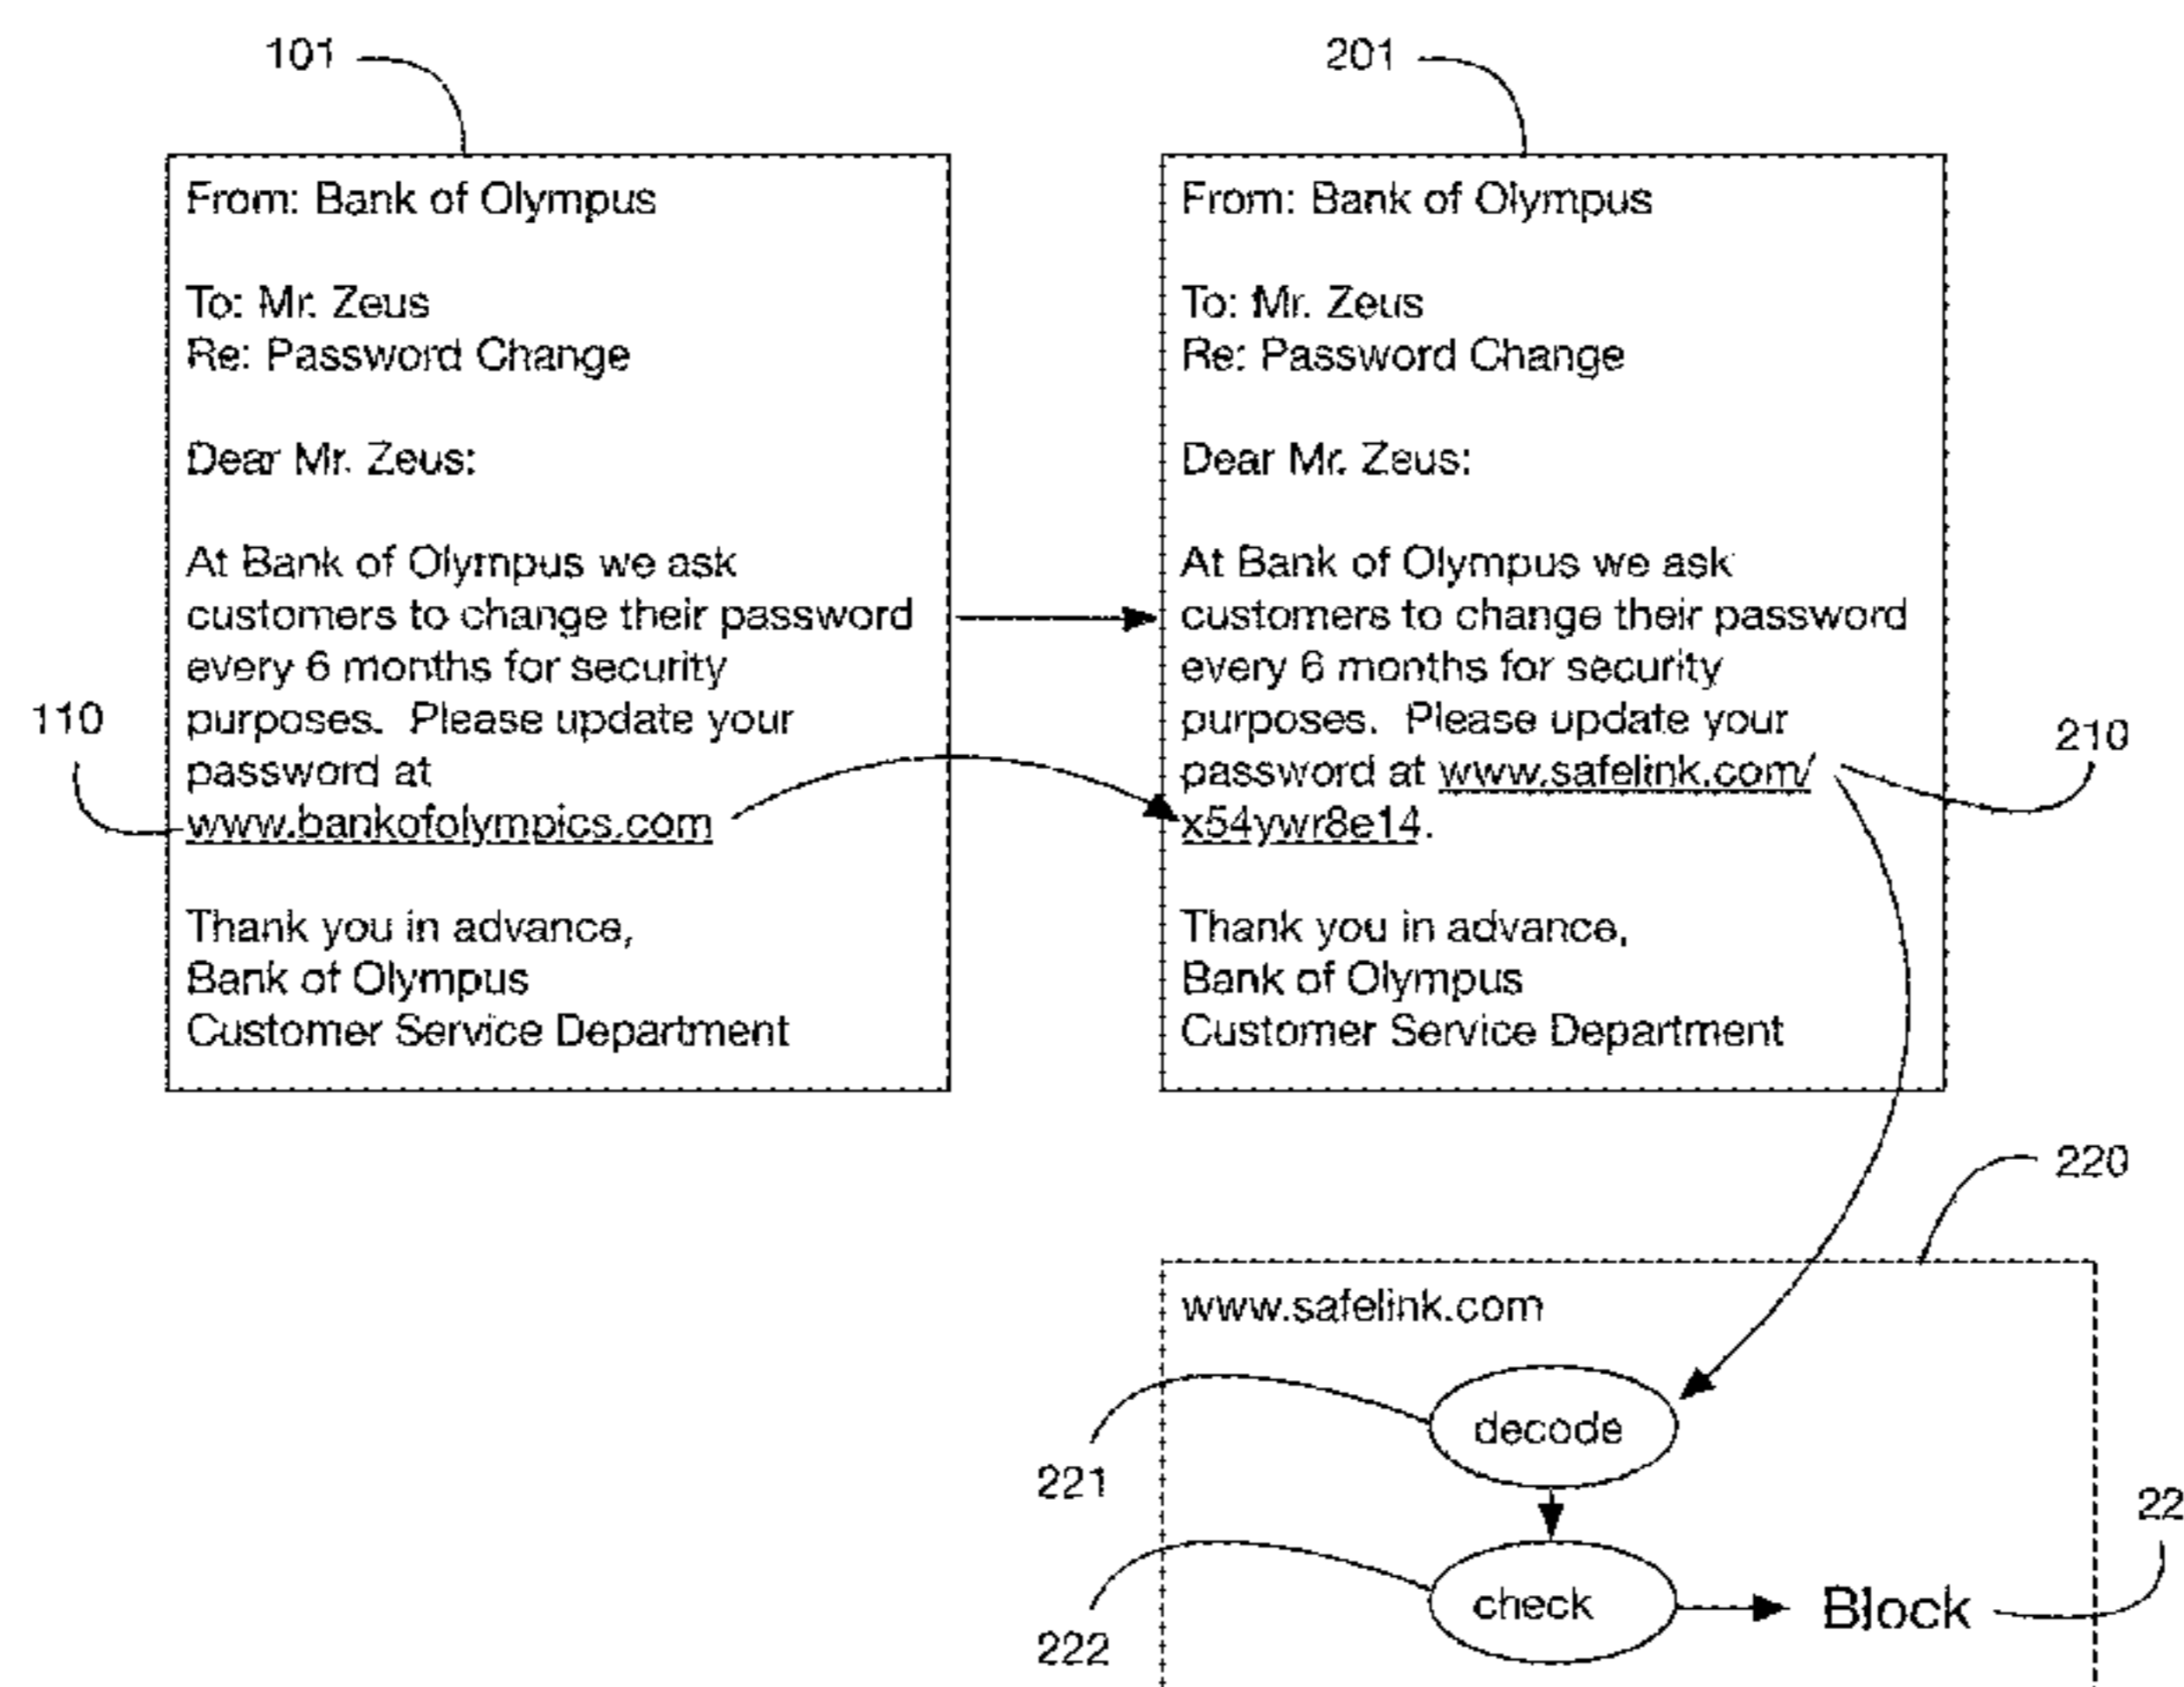 101
201
From: Bank of Olympus
To: Mr. Zeus
Re: Password Change
Dear Mr. Zeus:
At Bank of Olympus we ask
customers to change their password
every 6 months for security
purposes. Please update your
password at
www.bankofolympics.com
Thank you in advance,
Bank of Olympus
Customer Service Department
110
From: Bank of Olympus
To: Mr. Zeus
Re: Password Change
Dear Mr. Zeus:
At Bank of Olympus we ask
customers to change their password
every 6 months for security
purposes. Please update your
password at www.safelink.com/
x54ywr8e14.
Thank you in advance,
Bank of Olympus
Customer Service Department
210
220
www.safelink.com
decode
221
check
222
Block